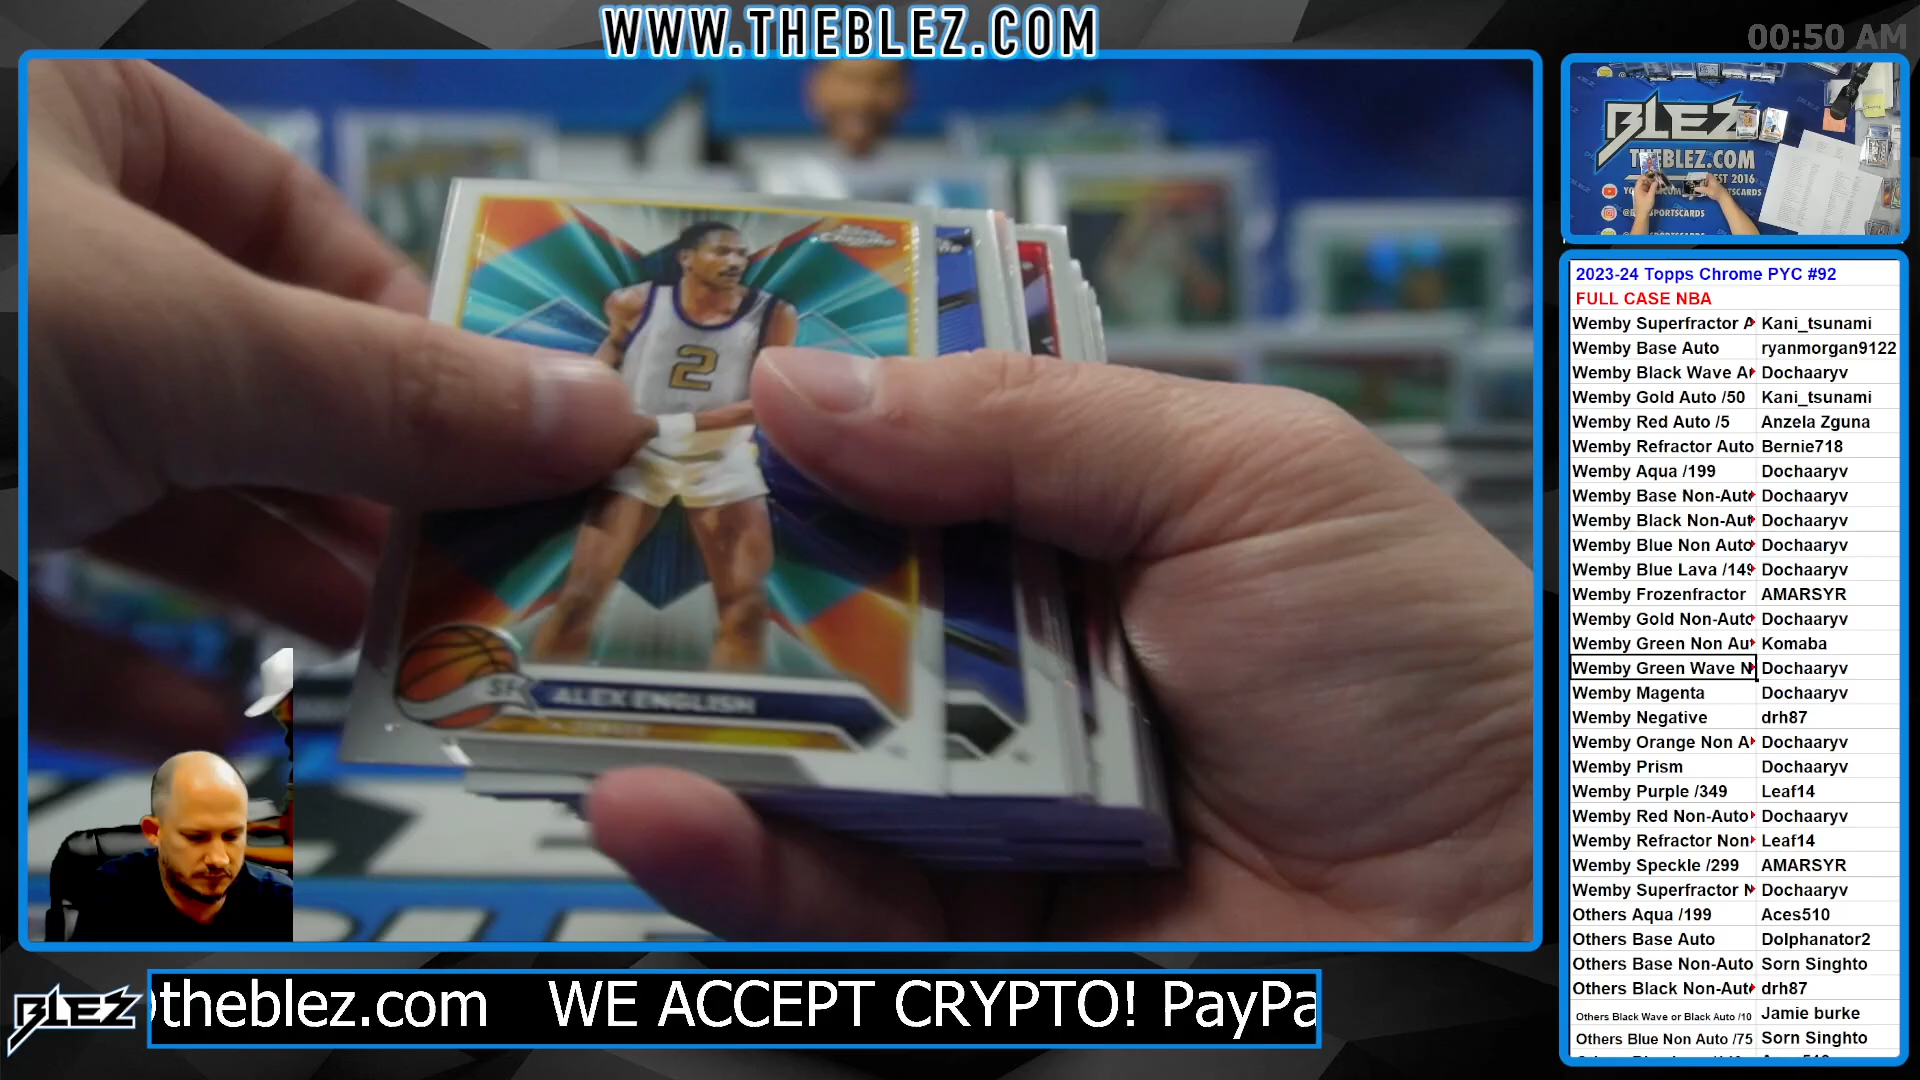 WWW.THEBLEZ.COM
00:50 AM
2
SF
ALEX ENGLISH
BLEZ
THEBLEZ.COM
EST 2016
2023-24 Topps Chrome PYC #92
FULL CASE NBA
Wemby Superfractor A Kani_tsunami
Wemby Base Auto ryanmorgan9122
Wemby Black Wave A Dochaaryv
Wemby Gold Auto /50 Kani_tsunami
Wemby Red Auto /5 Anzela Zguna
Wemby Refractor Auto Bernie718
Wemby Aqua /199 Dochaaryv
Wemby Base Non-Aut Dochaaryv
Wemby Black Non-Aut Dochaaryv
Wemby Blue Non Auto Dochaaryv
Wemby Blue Lava /149 Dochaaryv
Wemby Frozenfractor AMARSYR
Wemby Gold Non-Auto Dochaaryv
Wemby Green Non Au Komaba
Wemby Green Wave N Dochaaryv
Wemby Magenta Dochaaryv
Wemby Negative drh87
Wemby Orange Non A Dochaaryv
Wemby Prism Dochaaryv
Wemby Purple /349 Leaf14
Wemby Red Non-Auto Dochaaryv
Wemby Refractor Non Leaf14
Wemby Speckle /299 AMARSYR
Wemby Superfractor N Dochaaryv
Others Aqua /199 Aces510
Others Base Auto Dolphanator2
Others Base Non-Auto Sorn Singhto
Others Black Non-Aut drh87
Others Black Wave or Black Auto /10 Jamie burke
Others Blue Non Auto /75 Sorn Singhto
BLEZ
theblez.com WE ACCEPT CRYPTO! PayPa